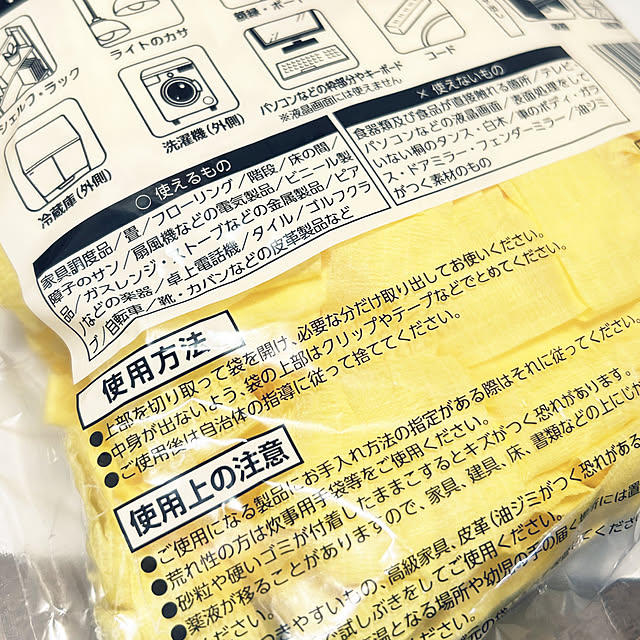 ライトのカサ
額縁・ボー
コード
シェルフ・ラック
パソコンなどの枠部分やキーボード
※液晶画面には使えません
洗濯機(外側)
冷蔵庫(外側)
○ 使えるもの
家具調度品/畳/フローリング/階段/床の間/
障子のサン/扇風機などの電気製品/ビニール製
品/ガスレンジ・ストーブなどの金属製品/ピア
などの楽器/卓上電話機/タイル/ゴルフクラ
ブ/自転車/靴・カバンなどの皮革製品など
× 使えないもの
食器類及び食品が直接触れる箇所/テレビ・
パソコンなどの液晶画面/表面処理をして
いない桐のタンス・白木/車のボディ・ガラ
ス・ドアミラー・フェンダーミラー/油ジミ
がつく素材のもの
使用方法
●上部を切り取って袋を開け、必要な分だけ取り出してお使いください。
●中身が出ないよう、袋の上部はクリップやテープなどでとめてください。
●ご使用後は自治体の指導に従って捨ててください。
使用上の注意
●ご使用になる製品にお手入れ方法の指定がある際はそれに従ってください。
●荒れ性の方は炊事用手袋等をご使用ください。
●砂粒や硬いゴミが付着したままこするとキズがつく恐れがあります。
●薬液が移ることがありますので、家具、建具、床、書類などの上にじ
きやすいもの、高級家具、皮革(油ジミがつく恐れがある
試しぶきをしてご使用ください。
温となる場所や幼児の手の届く場所には置
ください。